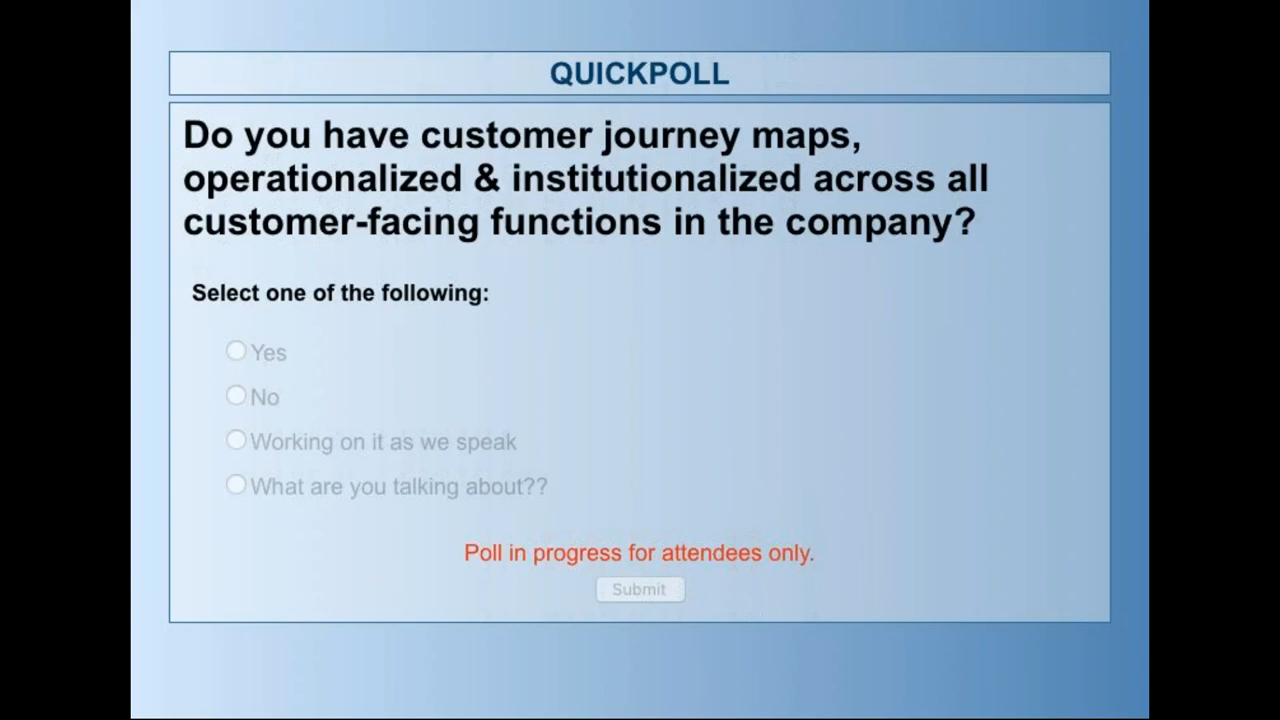 QUICKPOLL
Do you have customer journey maps,
operationalized & institutionalized across all
customer-facing functions in the company?
Select one of the following:
Yes
No
Working on it as we speak
What are you talking about??
Poll in progress for attendees only.
Submit